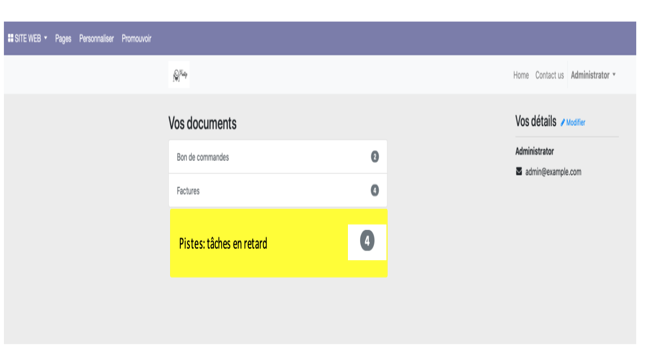 SITE WEB Pages Personnaliser Promouvoir
Home Contact us Administrator
Vos documents
Bon de commandes 2
Factures 4
Pistes: tâches en retard 4
Vos détails Modifier
Administrator
admin@example.com